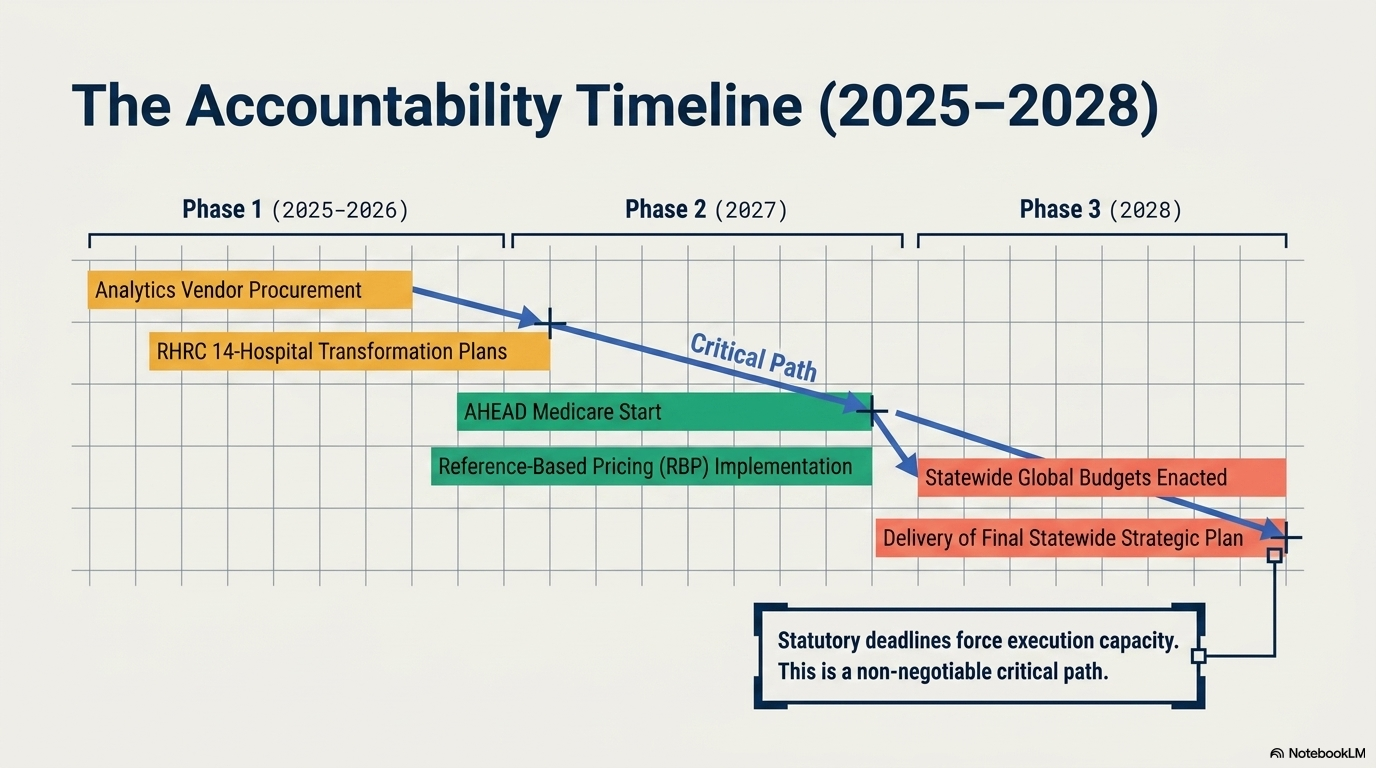 The Accountability Timeline (2025–2028)
Phase 1 (2025–2026)
Phase 2 (2027)
Phase 3 (2028)
Analytics Vendor Procurement
RHRC 14-Hospital Transformation Plans
Critical Path
AHEAD Medicare Start
Reference-Based Pricing (RBP) Implementation
Statewide Global Budgets Enacted
Delivery of Final Statewide Strategic Plan
Statutory deadlines force execution capacity.
This is a non-negotiable critical path.
NotebookLM